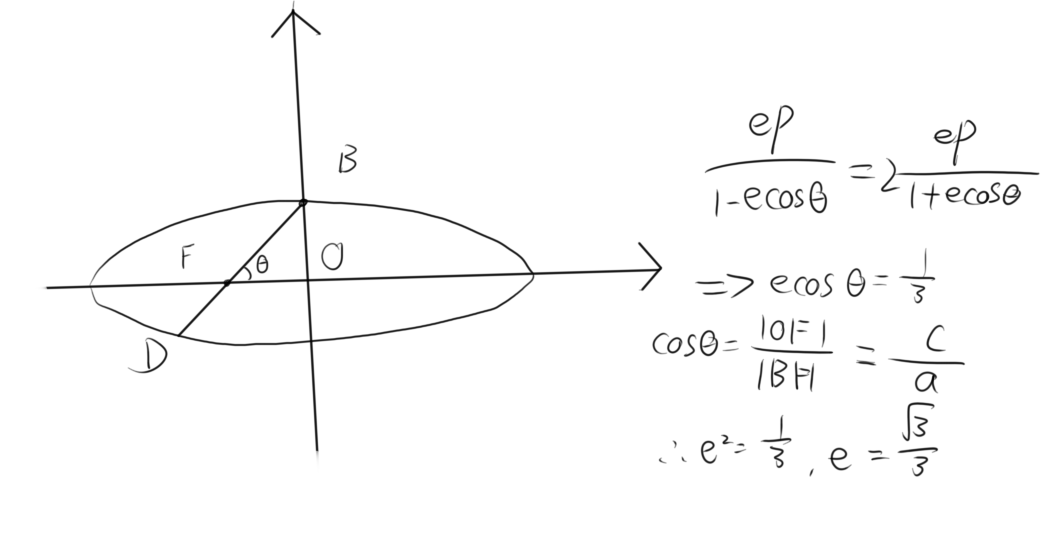 B
F
θ
O
D
ep/(1-ecosθ) = 2 ep/(1+ecosθ)
=> ecosθ = 1/3
cosθ = |OF|/|BF| = c/a
∴ e² = 1/3, e = √3/3